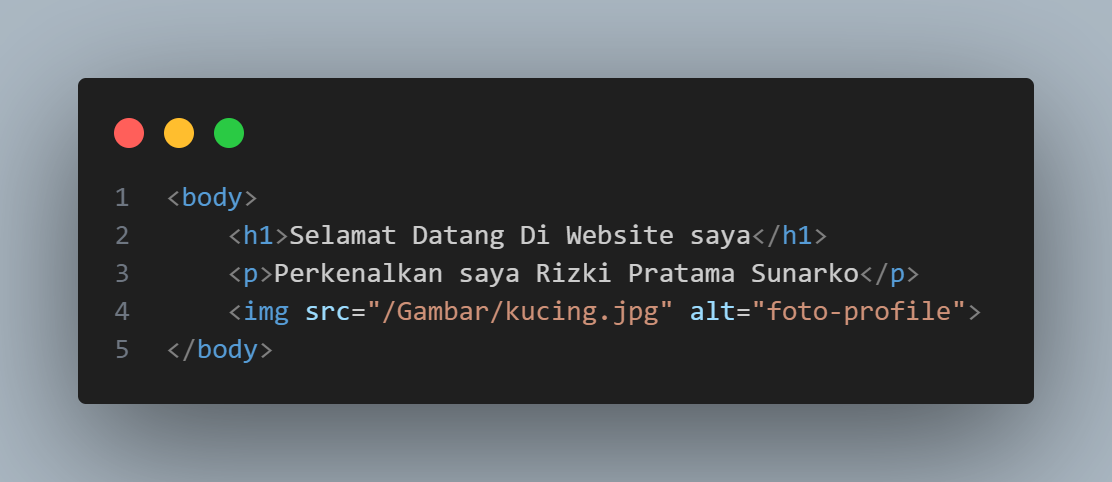 1 <body>
2 <h1>Selamat Datang Di Website saya</h1>
3 <p>Perkenalkan saya Rizki Pratama Sunarko</p>
4 <img src="/Gambar/kucing.jpg" alt="foto-profile">
5 </body>